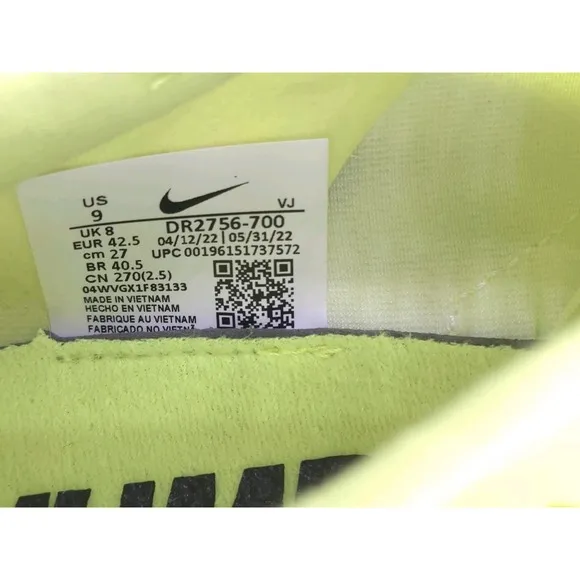 US
9
UK 8
EUR 42.5
cm 27
BR 40.5
CN 270(2.5)
04WVGX1F83133
MADE IN VIETNAM
HECHO EN VIETNAM
FABRIQUE AU VIETNAM
FABRICADO NO VIETNÃ
VJ
DR2756-700
04/12/22 | 05/31/22
UPC 00196151737572